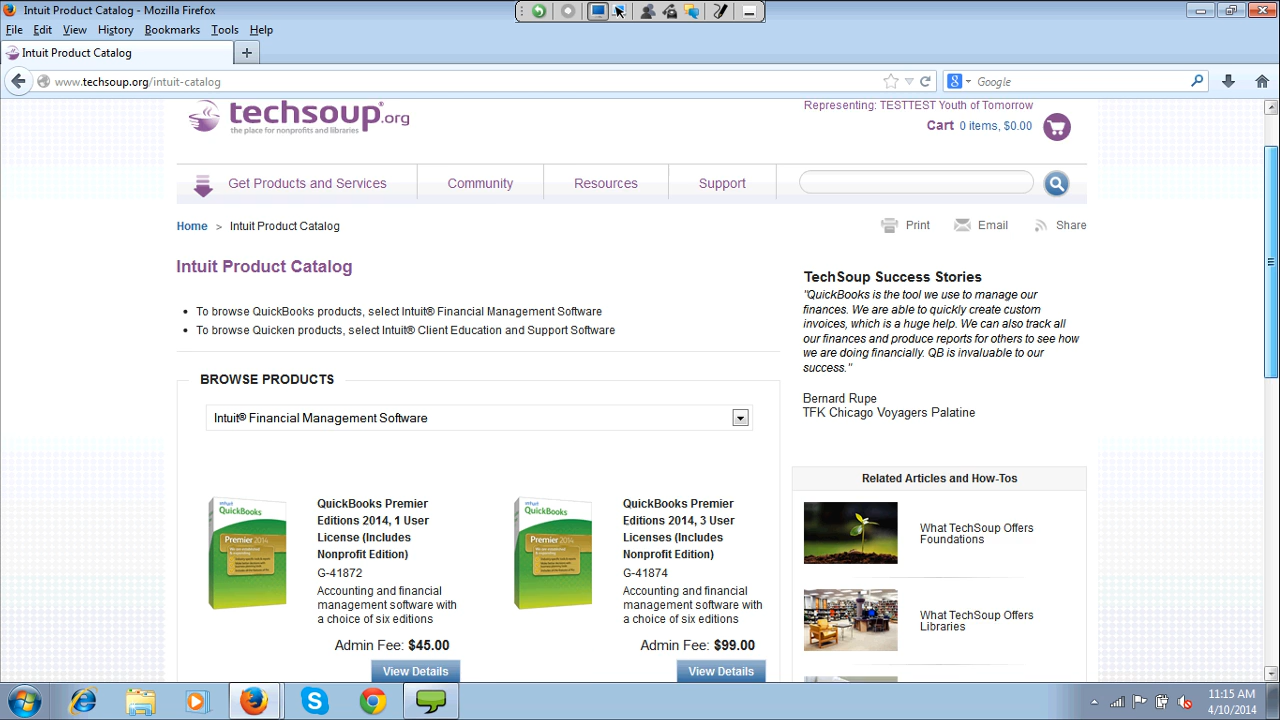 Intuit Product Catalog - Mozilla Firefox
File Edit View History Bookmarks Tools Help
Intuit Product Catalog
www.techsoup.org/intuit-catalog
Google
techsoup.org
the place for nonprofits and libraries
Representing: TESTTEST Youth of Tomorrow
Cart 0 items, $0.00
Get Products and Services Community Resources Support
Home > Intuit Product Catalog
Print Email Share
Intuit Product Catalog
• To browse QuickBooks products, select Intuit® Financial Management Software
• To browse Quicken products, select Intuit® Client Education and Support Software
BROWSE PRODUCTS
Intuit® Financial Management Software
intuit
QuickBooks
Premier 2014
QuickBooks Premier
Editions 2014, 1 User
License (Includes
Nonprofit Edition)
G-41872
Accounting and financial
management software with
a choice of six editions
Admin Fee: $45.00
View Details
intuit
QuickBooks
Premier 2014
QuickBooks Premier
Editions 2014, 3 User
Licenses (Includes
Nonprofit Edition)
G-41874
Accounting and financial
management software with
a choice of six editions
Admin Fee: $99.00
View Details
TechSoup Success Stories
"QuickBooks is the tool we use to manage our
finances. We are able to quickly create custom
invoices, which is a huge help. We can also track all
our finances and produce reports for others to see how
we are doing financially. QB is invaluable to our
success."
Bernard Rupe
TFK Chicago Voyagers Palatine
Related Articles and How-Tos
What TechSoup Offers
Foundations
What TechSoup Offers
Libraries
11:15 AM
4/10/2014